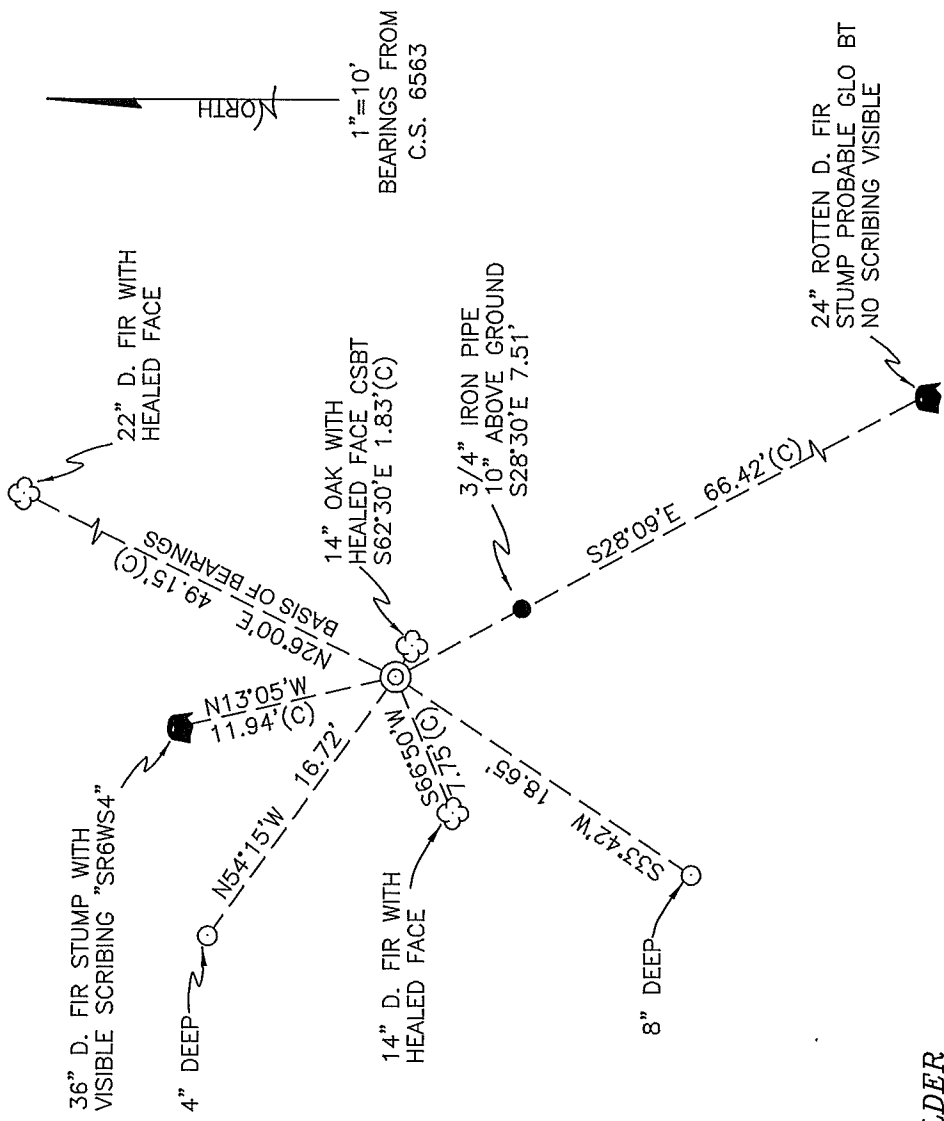 NORTH
1"=10'
BEARINGS FROM
C.S. 6563
22" D. FIR WITH
HEALED FACE
36" D. FIR STUMP WITH
VISIBLE SCRIBING "SR6WS4"
N26°00'E 49.15'(C)
BASIS OF BEARINGS
N13°05'W
11.94'(C)
14" OAK WITH
HEALED FACE CSBT
S62°30'E 1.83'(C)
4" DEEP
N54°15'W 16.72'
3/4" IRON PIPE
10" ABOVE GROUND
S28°30'E 7.51'
14" D. FIR WITH
HEALED FACE
S66°50'W
7.75'(C)
S33°42'W 18.65'
8" DEEP
S28°09'E 66.42'(C)
24" ROTTEN D. FIR
STUMP PROBABLE GLO BT
NO SCRIBING VISIBLE